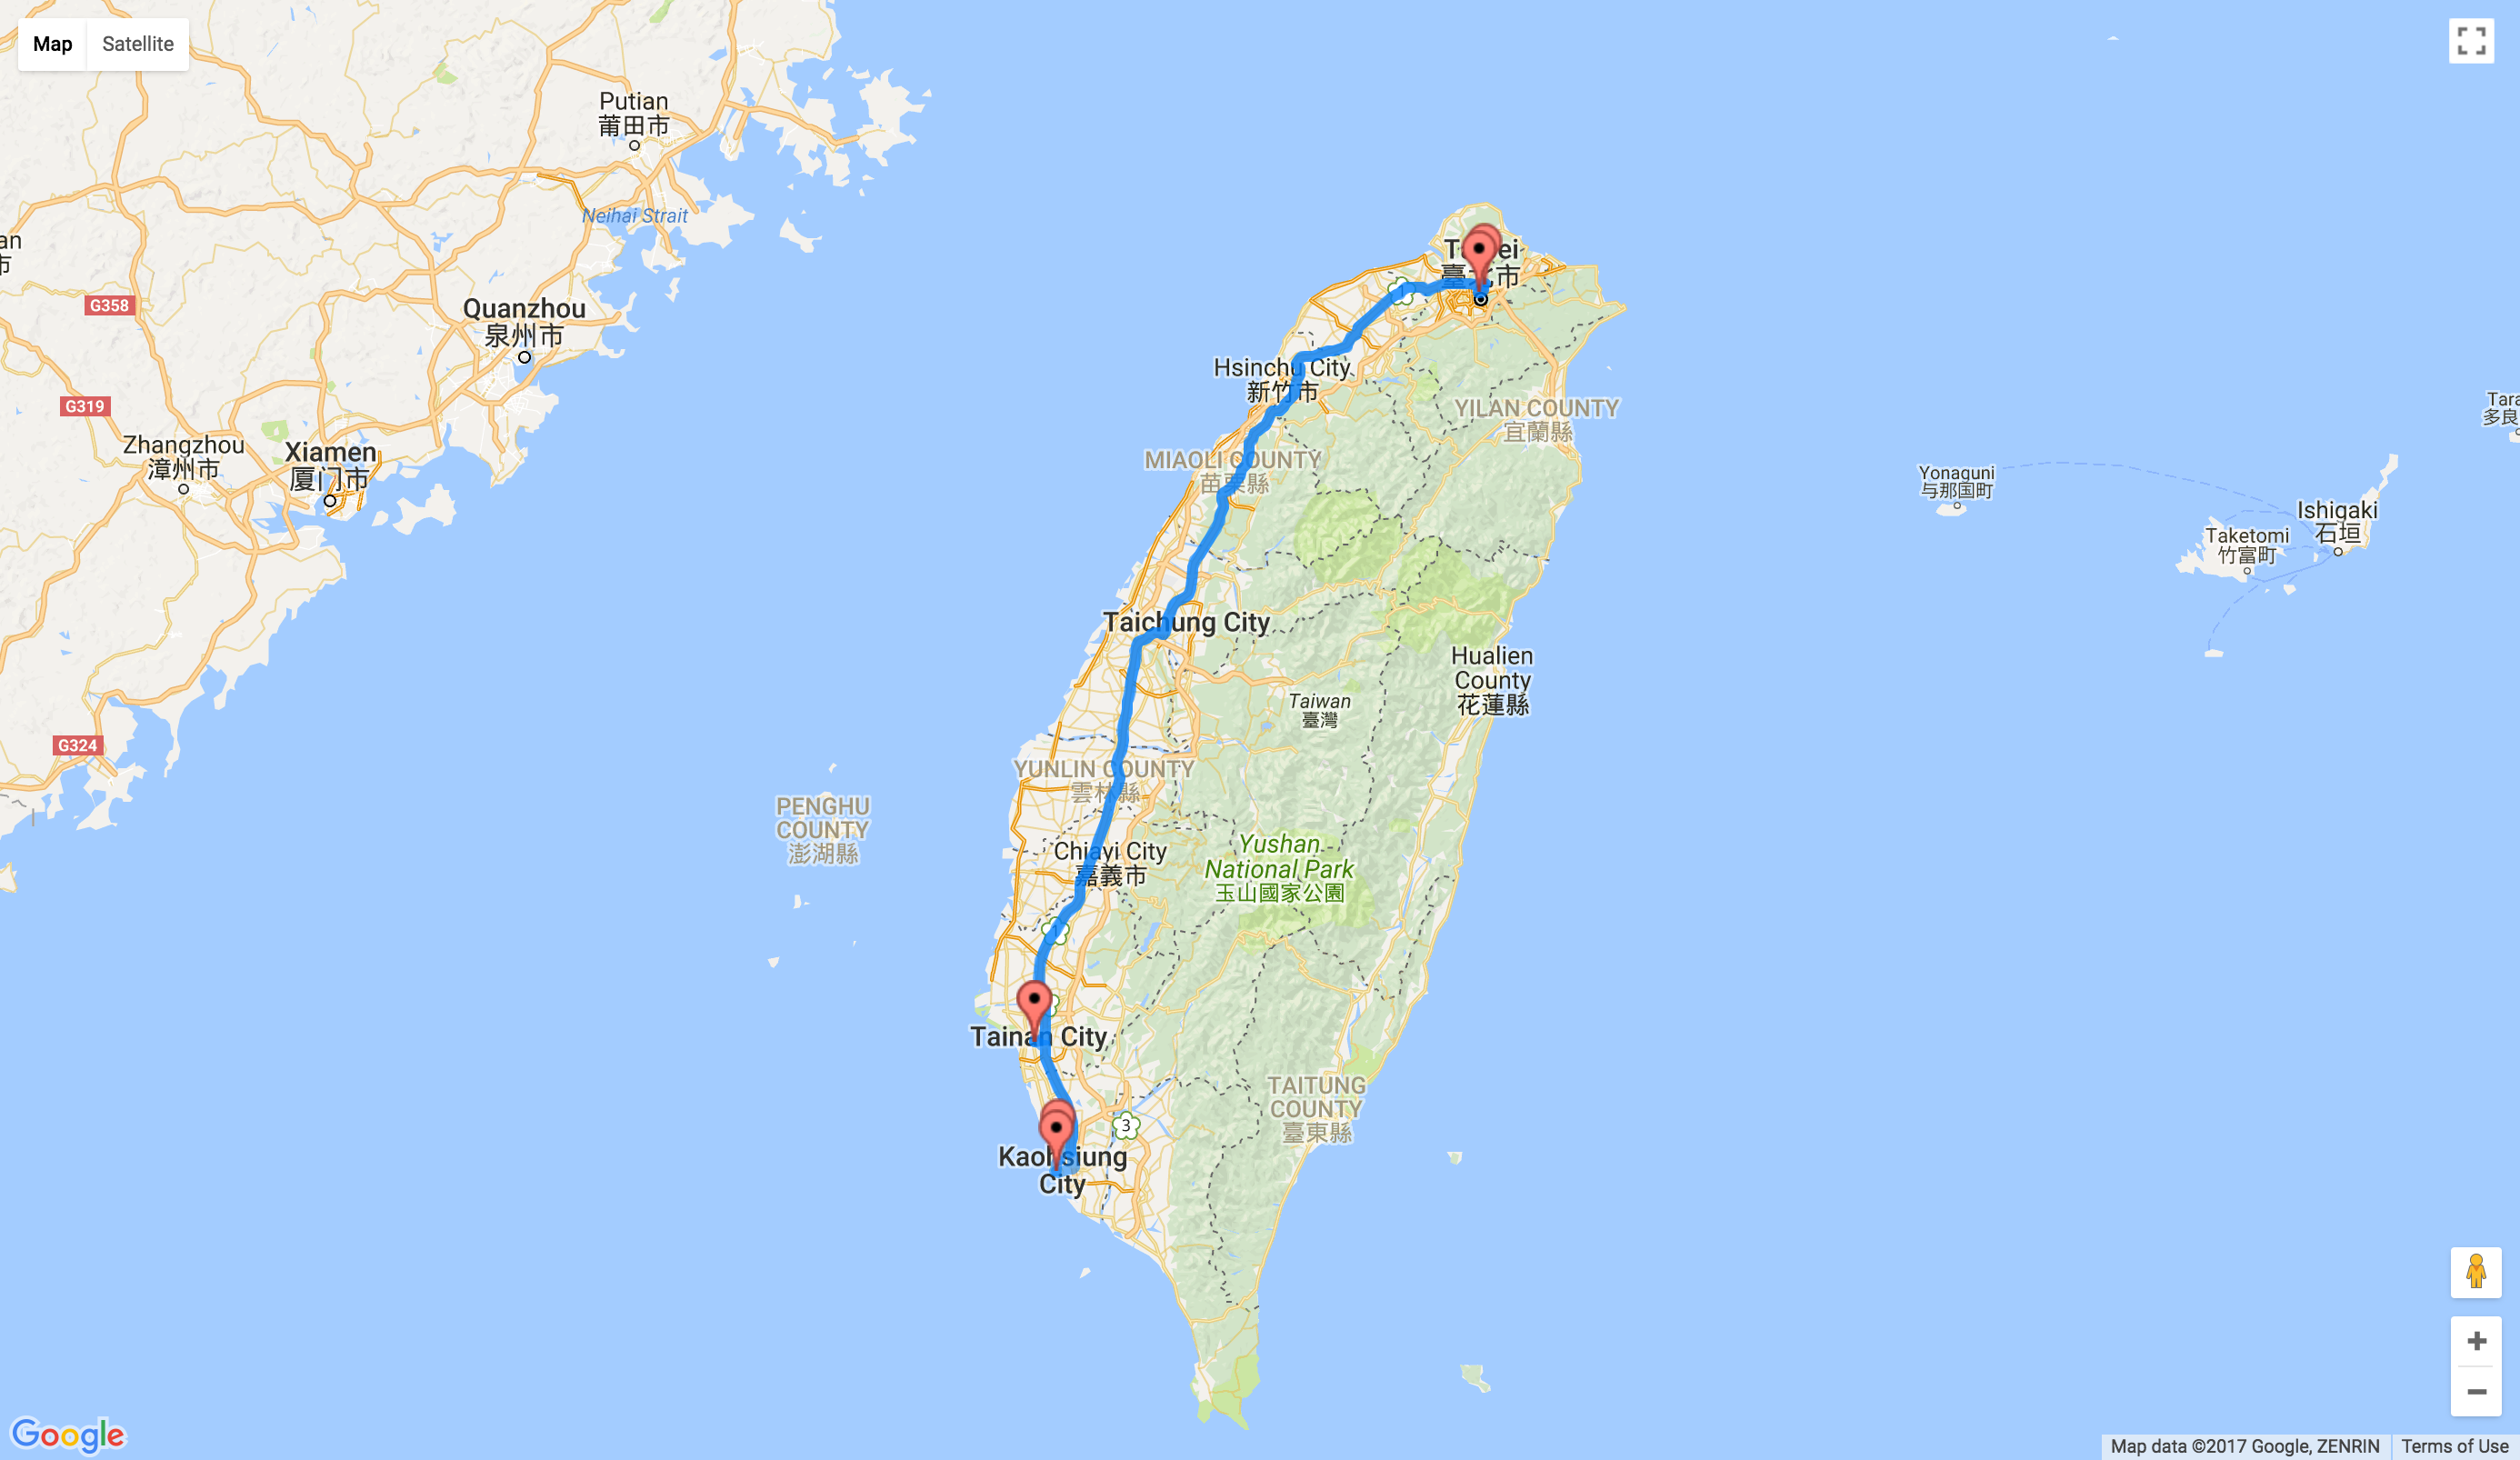 Map
Satellite
Putian
莆田市
Neihai Strait
an
市
G358
Quanzhou
泉州市
G319
Zhangzhou
漳州市
Xiamen
厦门市
G324
PENGHU
COUNTY
澎湖縣
1
Hsinchu City
新竹市
YILAN COUNTY
宜蘭縣
MIAOLI COUNTY
苗栗縣
Taichung City
Hualien
County
花蓮縣
Taiwan
臺灣
YUNLIN COUNTY
雲林縣
Chiayi City
嘉義市
Yushan
National Park
玉山國家公園
1
Tainan City
TAITUNG
COUNTY
臺東縣
3
Kaohsiung
City
Yonaguni
与那国町
Ishigaki
石垣
Taketomi
竹富町
Tara
多良
Google
Map data ©2017 Google, ZENRIN
Terms of Use